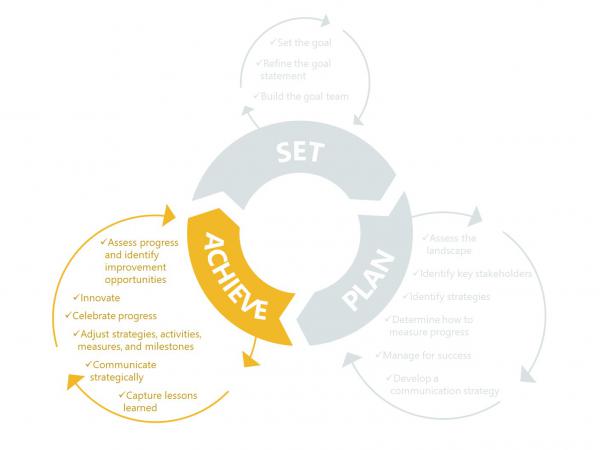 ✓Set the goal
✓Refine the goal
statement
✓Build the goal team
SET
ACHIEVE
PLAN
✓Assess progress
and identify
improvement
opportunities
✓Innovate
✓Celebrate progress
✓Adjust strategies, activities,
measures, and milestones
✓Communicate
strategically
✓Capture lessons
learned
✓Assess the
landscape
✓Identify key stakeholders
✓Identify strategies
✓Determine how to
measure progress
✓Manage for success
✓Develop a
communication strategy